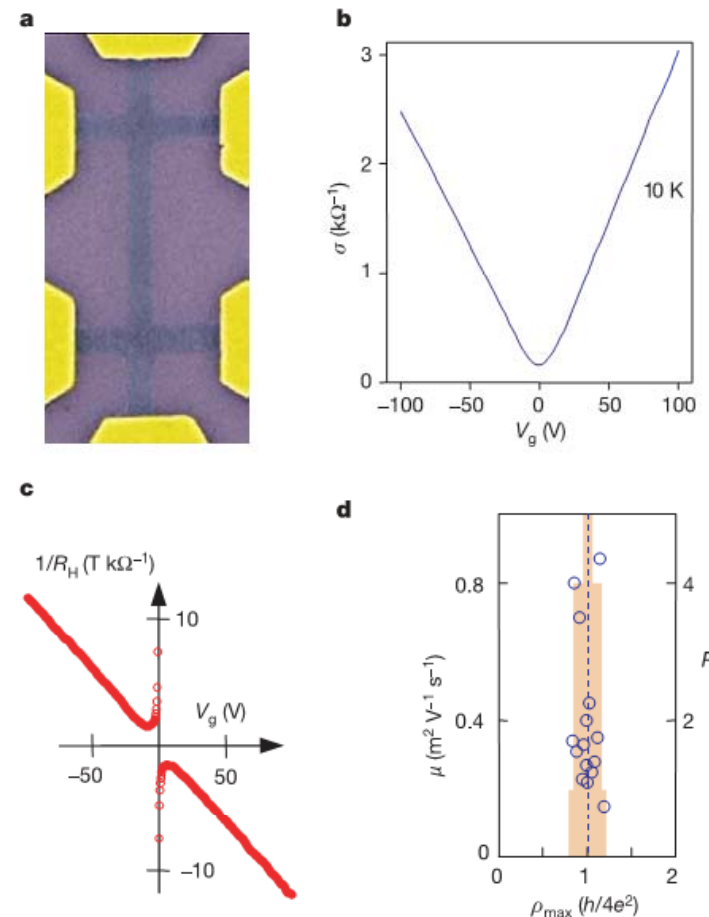 a
b
3
2
1
0
σ (kΩ⁻¹)
10 K
−100
−50
0
50
100
V_g (V)
c
1/R_H (T kΩ⁻¹)
10
V_g (V)
−50
50
−10
d
0.8
0.4
0
μ (m² V⁻¹ s⁻¹)
4
2
0
1
2
ρ_max (h/4e²)